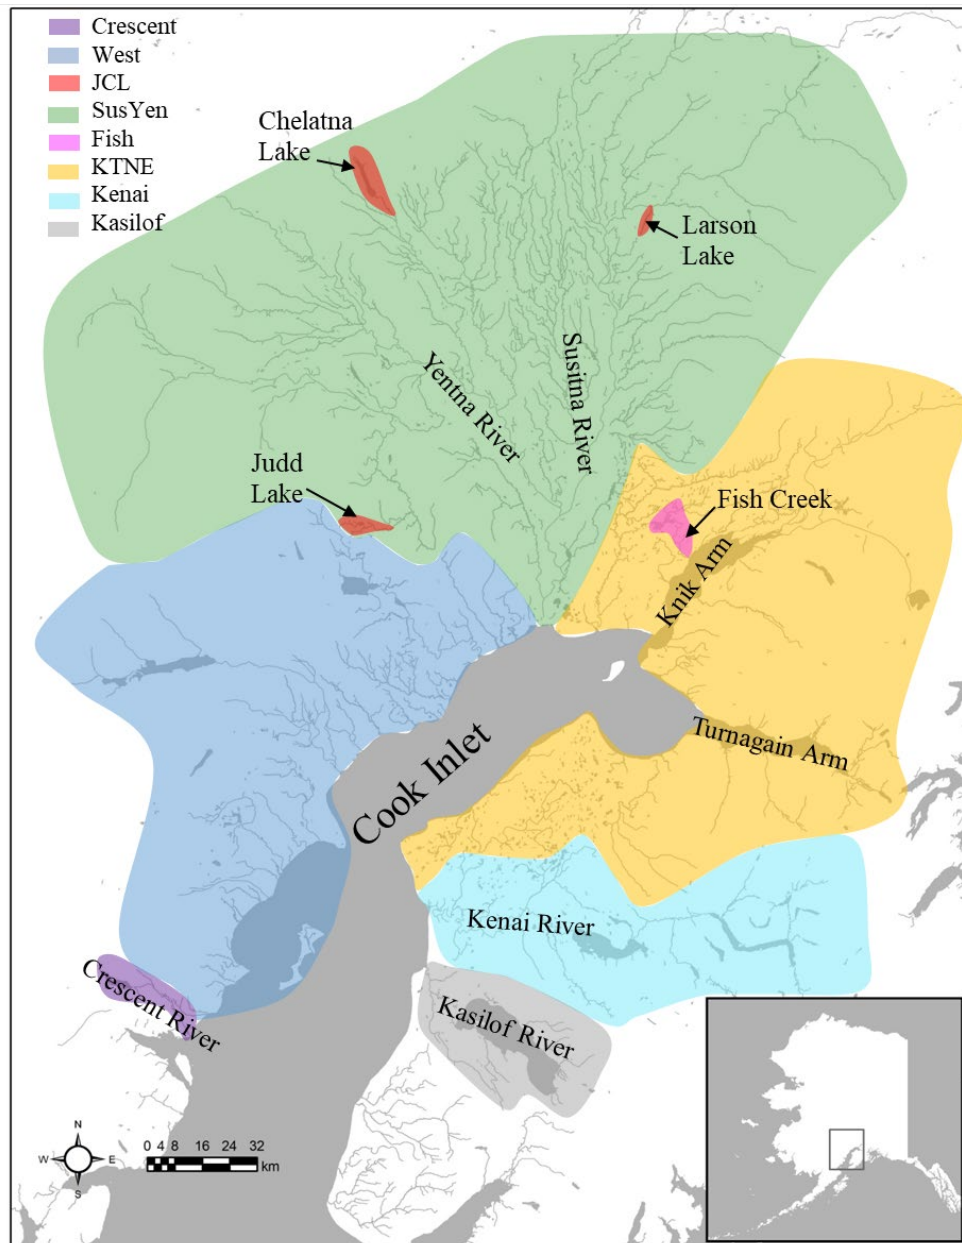 Crescent
West
JCL
SusYen
Fish
KTNE
Kenai
Kasilof
Chelatna
Lake
Larson
Lake
Yentna River
Susitna River
Judd
Lake
Fish Creek
Knik Arm
Turnagain Arm
Cook Inlet
Kenai River
Crescent River
Kasilof River
N
W E
S
0 4 8 16 24 32
km